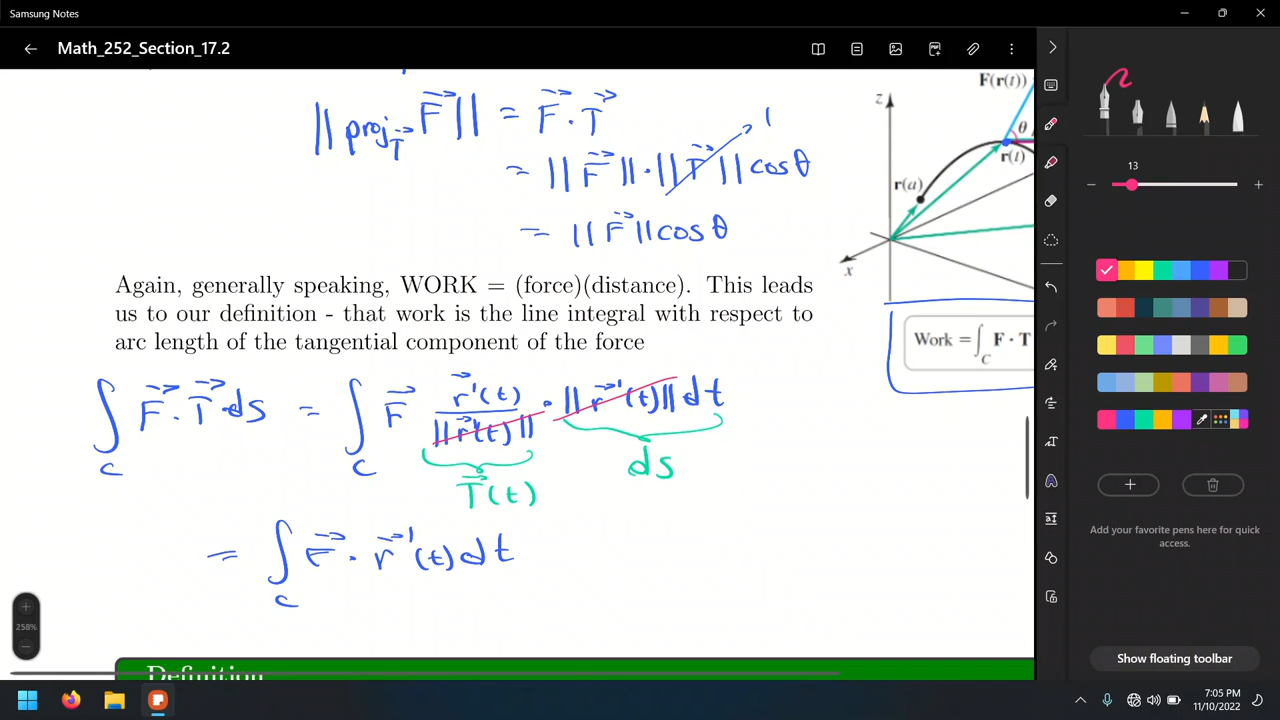 Samsung Notes
Math_252_Section_17.2
|| proj_T⃗ F⃗ || = F⃗ · T⃗
= || F⃗ || · || T⃗ || cosθ
1
= || F⃗ || cosθ
Again, generally speaking, WORK = (force)(distance). This leads
us to our definition - that work is the line integral with respect to
arc length of the tangential component of the force
∫_C F⃗ · T⃗ · ds = ∫_C F⃗ r⃗'(t) / || r⃗'(t) || · || r⃗'(t) || dt
T⃗(t)
ds
= ∫_C F⃗ · r⃗'(t) dt
Definition
F(r(t))
z
θ
r(t)
r(a)
x
Work = ∫_C F · T
13
Add your favorite pens here for quick
access.
Show floating toolbar
258%
7:05 PM
11/10/2022